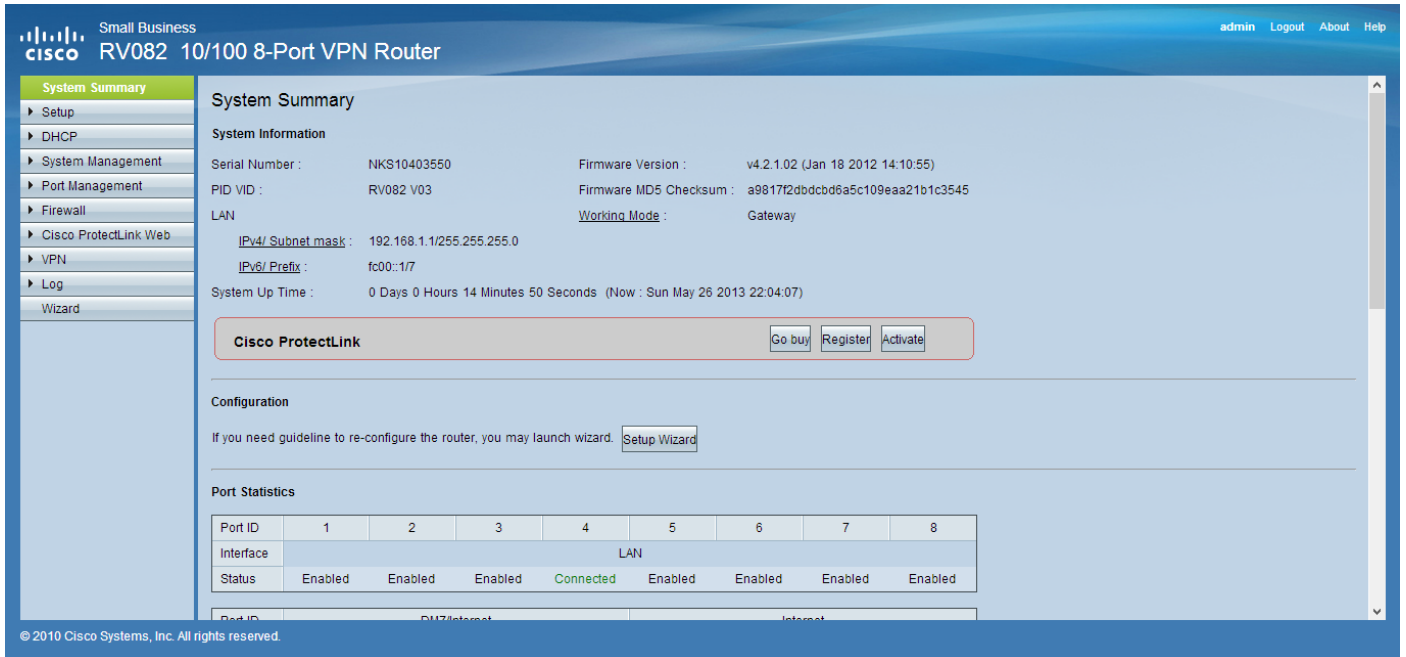 Small Business
cisco RV082 10/100 8-Port VPN Router
admin Logout About Help
System Summary
Setup
DHCP
System Management
Port Management
Firewall
Cisco ProtectLink Web
VPN
Log
Wizard
System Summary
System Information
Serial Number : NKS10403550 Firmware Version : v4.2.1.02 (Jan 18 2012 14:10:55)
PID VID : RV082 V03 Firmware MD5 Checksum : a9817f2dbdcbd6a5c109eaa21b1c3545
LAN Working Mode : Gateway
IPv4/ Subnet mask : 192.168.1.1/255.255.255.0
IPv6/ Prefix : fc00::1/7
System Up Time : 0 Days 0 Hours 14 Minutes 50 Seconds (Now : Sun May 26 2013 22:04:07)
Cisco ProtectLink Go buy Register Activate
Configuration
If you need guideline to re-configure the router, you may launch wizard. Setup Wizard
Port Statistics
Port ID 1 2 3 4 5 6 7 8
Interface LAN
Status Enabled Enabled Enabled Connected Enabled Enabled Enabled Enabled
Port ID DMZ/Internet Internet
© 2010 Cisco Systems, Inc. All rights reserved.